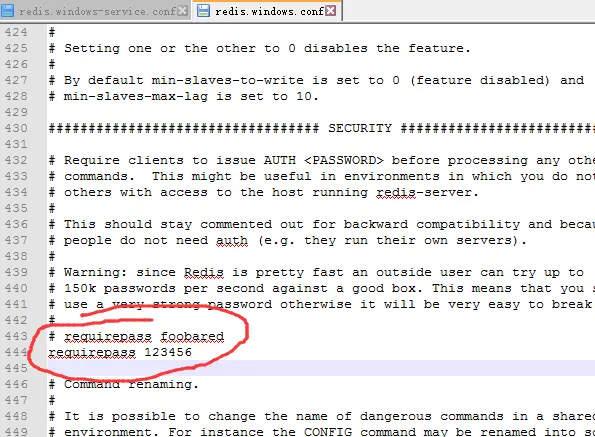 redis.windows-service.conf redis.windows.conf
424 #
425 # Setting one or the other to 0 disables the feature.
426 #
427 # By default min-slaves-to-write is set to 0 (feature disabled) and
428 # min-slaves-max-lag is set to 10.
429
430 ################################## SECURITY #########################
431
432 # Require clients to issue AUTH <PASSWORD> before processing any othe
433 # commands.  This might be useful in environments in which you do not
434 # others with access to the host running redis-server.
435 #
436 # This should stay commented out for backward compatibility and becau
437 # people do not need auth (e.g. they run their own servers).
438 #
439 # Warning: since Redis is pretty fast an outside user can try up to
440 # 150k passwords per second against a good box. This means that you s
441 # use a very strong password otherwise it will be very easy to break
442 #
443 # requirepass foobared
444 requirepass 123456
445
446 # Command renaming.
447 #
448 # It is possible to change the name of dangerous commands in a shared
449 # environment. For instance the CONFIG command may be renamed into so